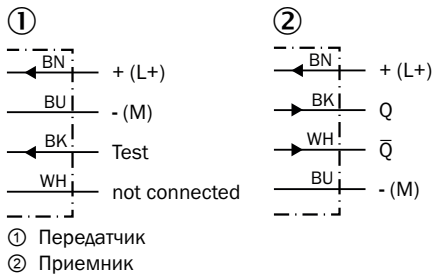 ①
BN + (L+)
BU - (M)
BK Test
WH not connected
②
BN + (L+)
BK Q
WH Q̅
BU - (M)
① Передатчик
② Приемник